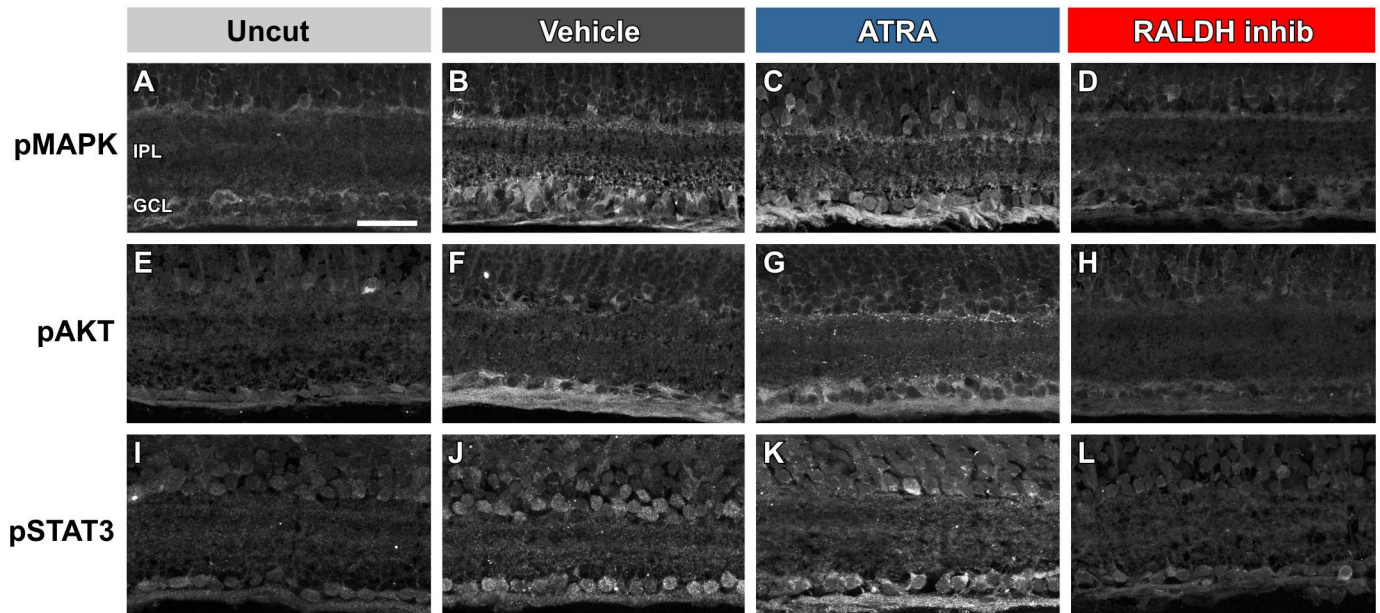 Uncut Vehicle ATRA RALDH inhib
pMAPK A B C D
IPL
GCL
pAKT E F G H
pSTAT3 I J K L